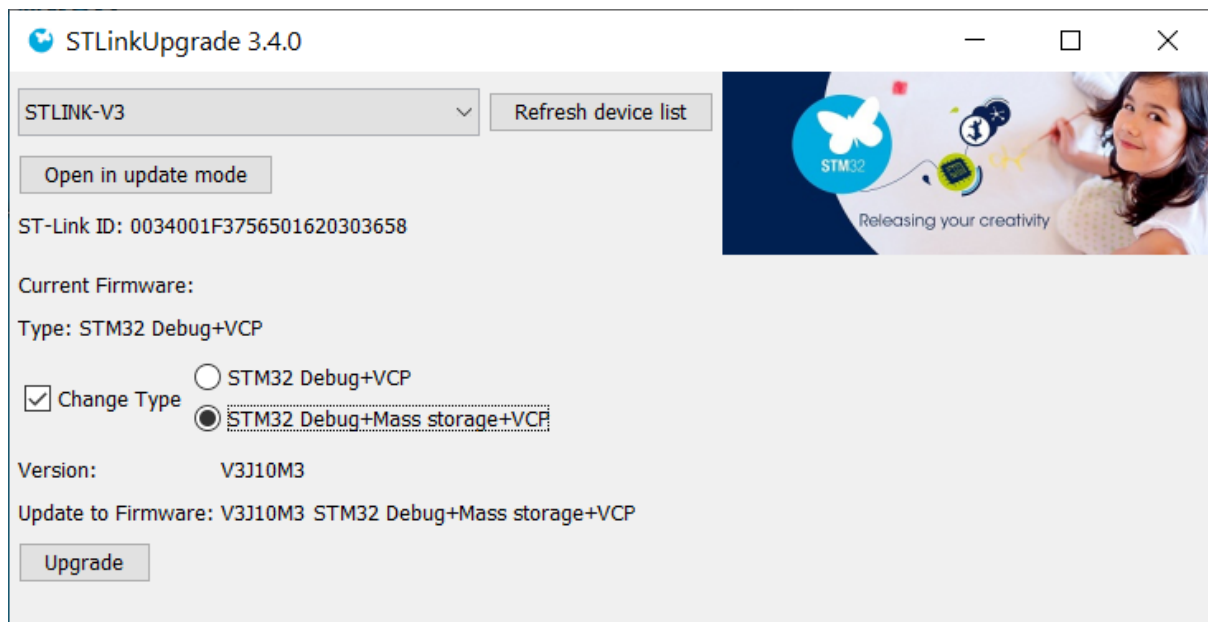 STLinkUpgrade 3.4.0
STLINK-V3
Refresh device list
Open in update mode
ST-Link ID: 0034001F3756501620303658
STM32
Releasing your creativity
Current Firmware:
Type: STM32 Debug+VCP
Change Type
STM32 Debug+VCP
STM32 Debug+Mass storage+VCP
Version: V3J10M3
Update to Firmware: V3J10M3 STM32 Debug+Mass storage+VCP
Upgrade